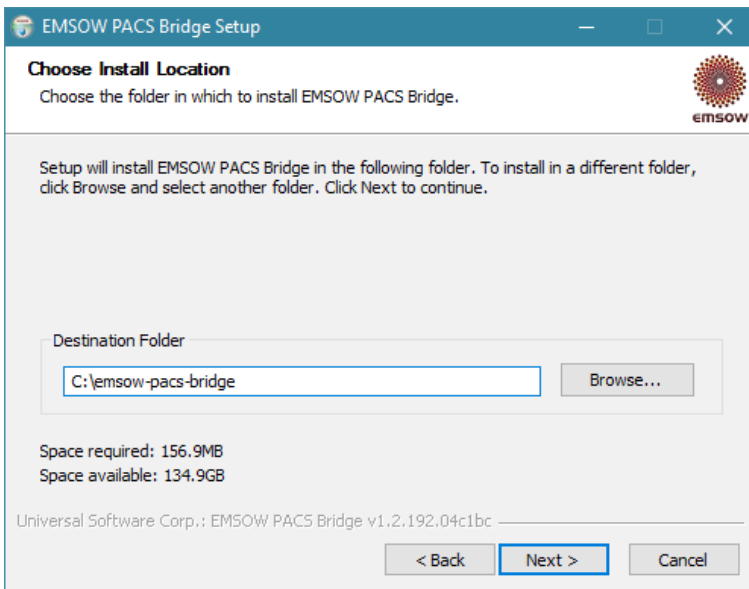 EMSOW PACS Bridge Setup
Choose Install Location
Choose the folder in which to install EMSOW PACS Bridge.
emsow
Setup will install EMSOW PACS Bridge in the following folder. To install in a different folder,
click Browse and select another folder. Click Next to continue.
Destination Folder
C:\emsow-pacs-bridge
Browse...
Space required: 156.9MB
Space available: 134.9GB
Universal Software Corp.: EMSOW PACS Bridge v1.2.192.04c1bc
< Back
Next >
Cancel